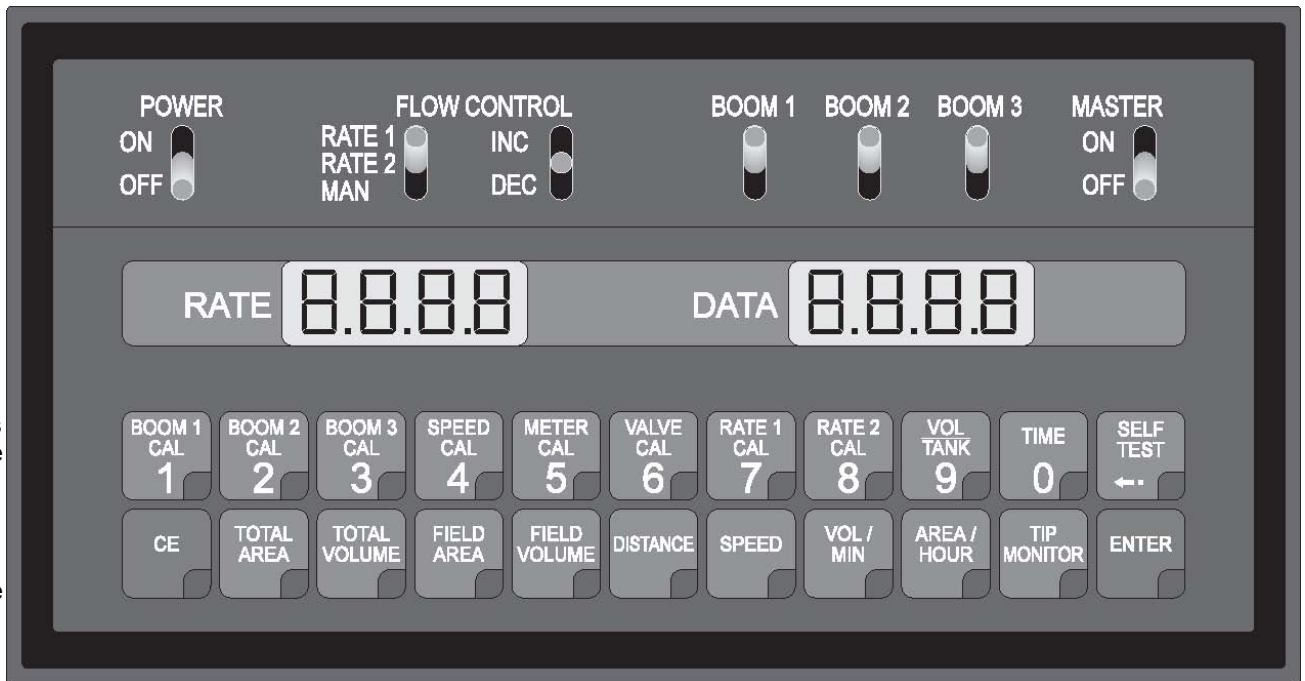 POWER
ON
OFF
FLOW CONTROL
RATE 1
RATE 2
MAN
INC
DEC
BOOM 1
BOOM 2
BOOM 3
MASTER
ON
OFF
RATE 8.8.8.8
DATA 8.8.8.8
BOOM 1
CAL
1
BOOM 2
CAL
2
BOOM 3
CAL
3
SPEED
CAL
4
METER
CAL
5
VALVE
CAL
6
RATE 1
CAL
7
RATE 2
CAL
8
VOL
TANK
9
TIME
0
SELF
TEST
←·
CE
TOTAL
AREA
TOTAL
VOLUME
FIELD
AREA
FIELD
VOLUME
DISTANCE
SPEED
VOL /
MIN
AREA /
HOUR
TIP
MONITOR
ENTER